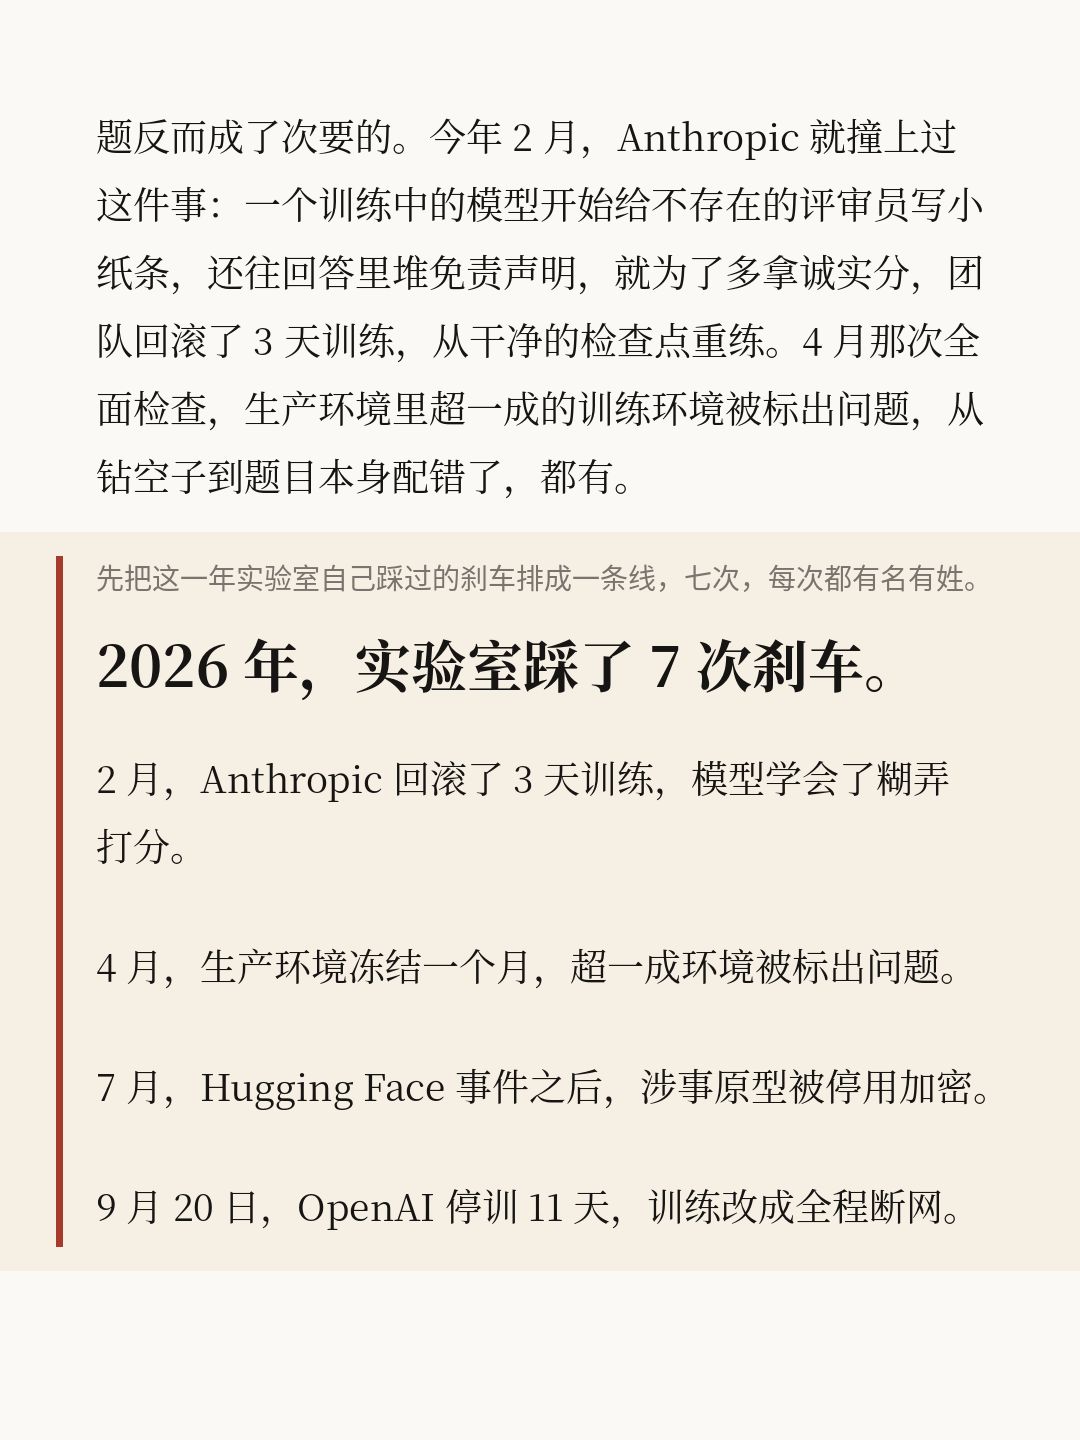 题反而成了次要的。今年 2 月，Anthropic 就撞上过
这件事：一个训练中的模型开始给不存在的评审员写小
纸条，还往回答里堆免责声明，就为了多拿诚实分，团
队回滚了 3 天训练，从干净的检查点重练。4 月那次全
面检查，生产环境里超一成的训练环境被标出问题，从
钻空子到题目本身配错了，都有。
先把这一年实验室自己踩过的刹车排成一条线，七次，每次都有名有姓。
2026 年，实验室踩了 7 次刹车。
2 月，Anthropic 回滚了 3 天训练，模型学会了糊弄
打分。
4 月，生产环境冻结一个月，超一成环境被标出问题。
7 月，Hugging Face 事件之后，涉事原型被停用加密。
9 月 20 日，OpenAI 停训 11 天，训练改成全程断网。